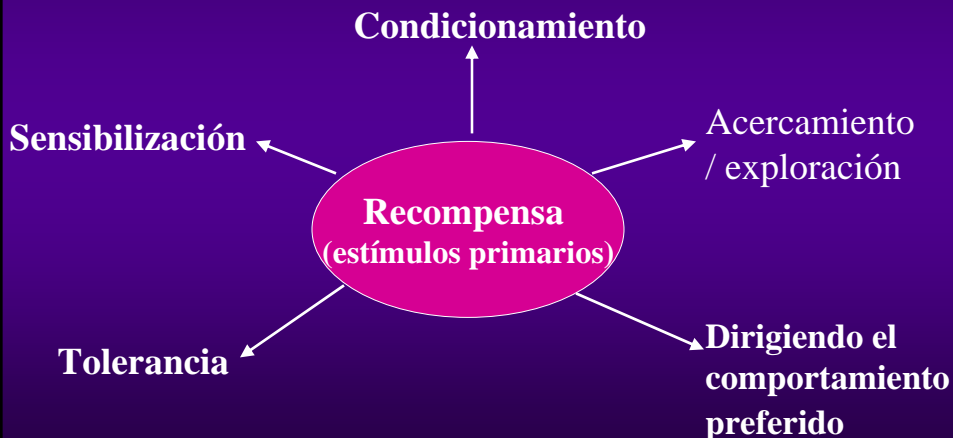 Condicionamiento
Sensibilización
Acercamiento
/ exploración
Recompensa
(estímulos primarios)
Tolerancia
Dirigiendo el
comportamiento
preferido